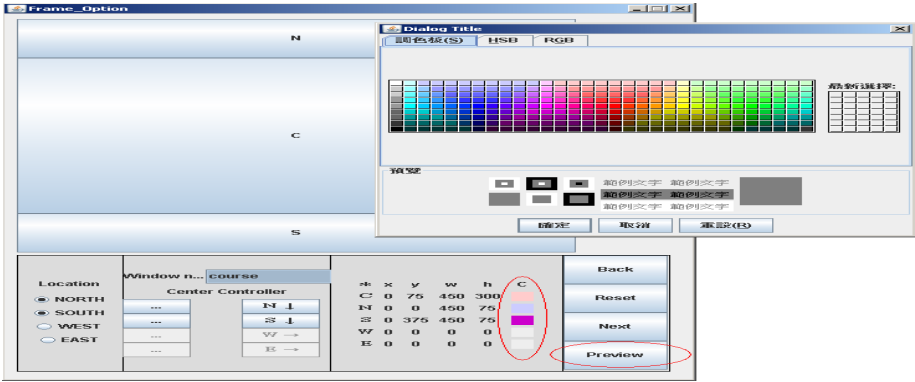 Frame_Option
N
C
S
Dialog Title
調色板(S) HSB RGB
最新選擇:
預覽
範例文字 範例文字
範例文字 範例文字
範例文字 範例文字
確定 取消 重設(R)
Location
NORTH
SOUTH
WEST
EAST
Window n... course
Center Controller
... N ↓
... S ↓
... W →
... E →
* x y w h C
C 0 75 450 300
N 0 0 450 75
S 0 375 450 75
W 0 0 0 0
E 0 0 0 0
Back
Reset
Next
Preview